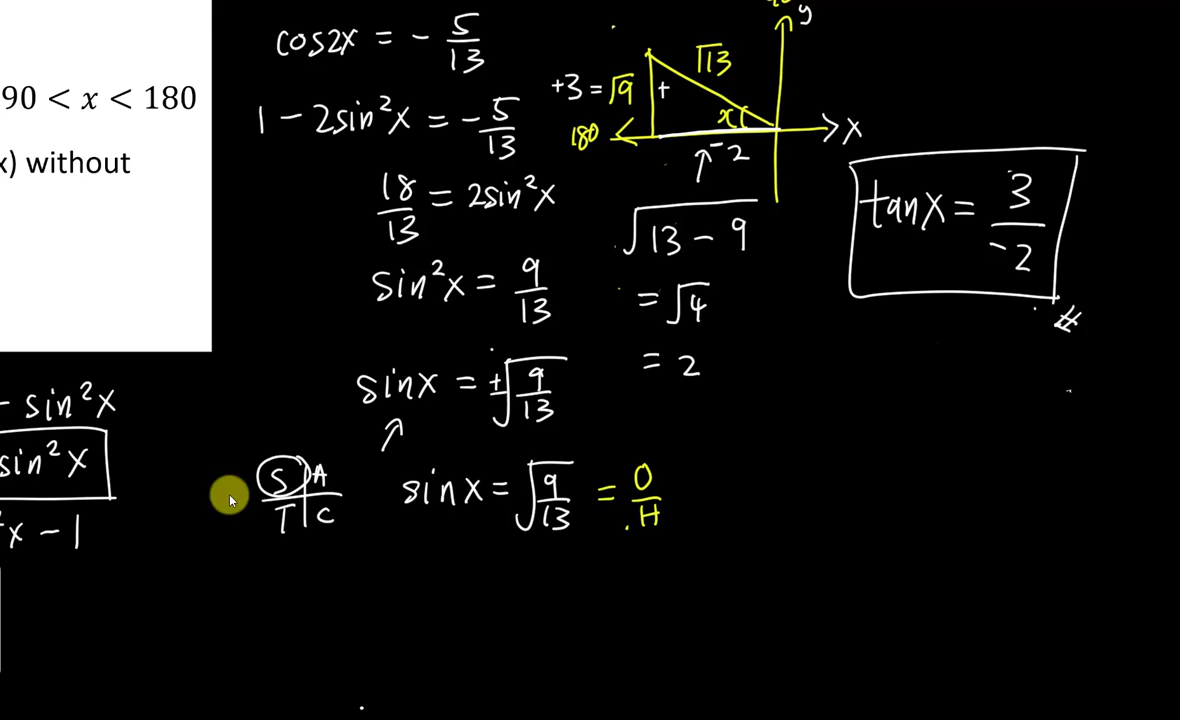 90 < x < 180
x) without
cos2x = - 5/13
1 - 2sin²x = - 5/13
18/13 = 2sin²x
sin²x = 9/13
sinx = ±√(9/13)
sinx = √(9/13) = O/H
S A
T C
- sin²x
sin²x
²x - 1
y
√13
+3 = √9
+
x
180
X
-2
√(13 - 9)
= √4
= 2
tanx = 3/-2
#